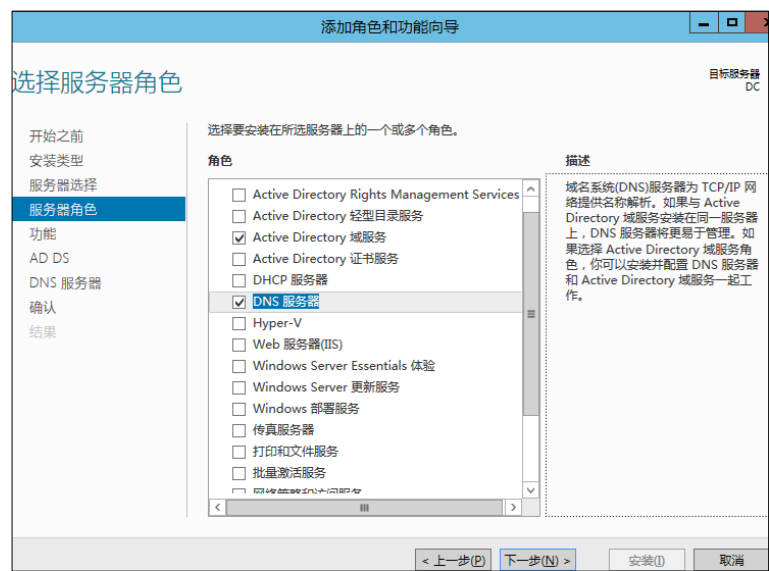 添加角色和功能向导
选择服务器角色
目标服务器
DC
开始之前
安装类型
服务器选择
服务器角色
功能
AD DS
DNS 服务器
确认
结果
选择要安装在所选服务器上的一个或多个角色。
角色
Active Directory Rights Management Services
Active Directory 轻型目录服务
Active Directory 域服务
Active Directory 证书服务
DHCP 服务器
DNS 服务器
Hyper-V
Web 服务器(IIS)
Windows Server Essentials 体验
Windows Server 更新服务
Windows 部署服务
传真服务器
打印和文件服务
批量激活服务
网络策略和访问服务
描述
域名系统(DNS)服务器为 TCP/IP 网
络提供名称解析。如果与 Active
Directory 域服务安装在同一服务器
上，DNS 服务器将更易于管理。如
果选择 Active Directory 域服务角
色，你可以安装并配置 DNS 服务器
和 Active Directory 域服务一起工
作。
< 上一步(P)
下一步(N) >
安装(I)
取消